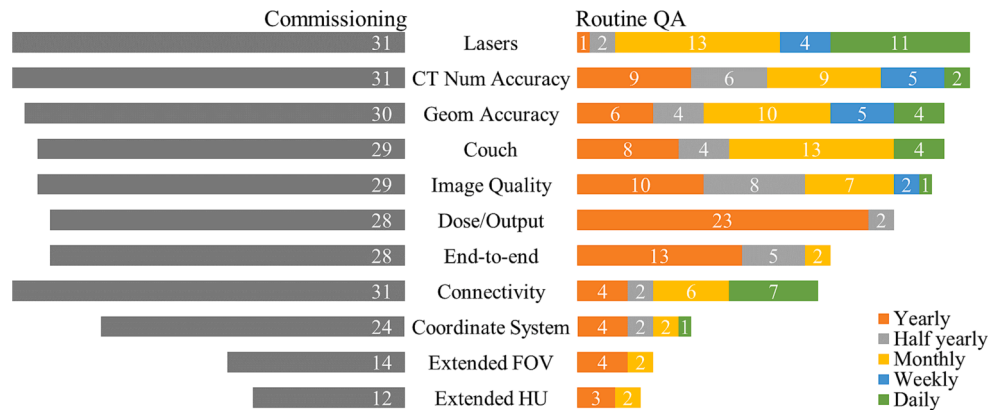 Commissioning Routine QA
31 Lasers 1 2 13 4 11
31 CT Num Accuracy 9 6 9 5 2
30 Geom Accuracy 6 4 10 5 4
29 Couch 8 4 13 4
29 Image Quality 10 8 7 2 1
28 Dose/Output 23 2
28 End-to-end 13 5 2
31 Connectivity 4 2 6 7
24 Coordinate System 4 2 2 1
14 Extended FOV 4 2
12 Extended HU 3 2
Yearly
Half yearly
Monthly
Weekly
Daily